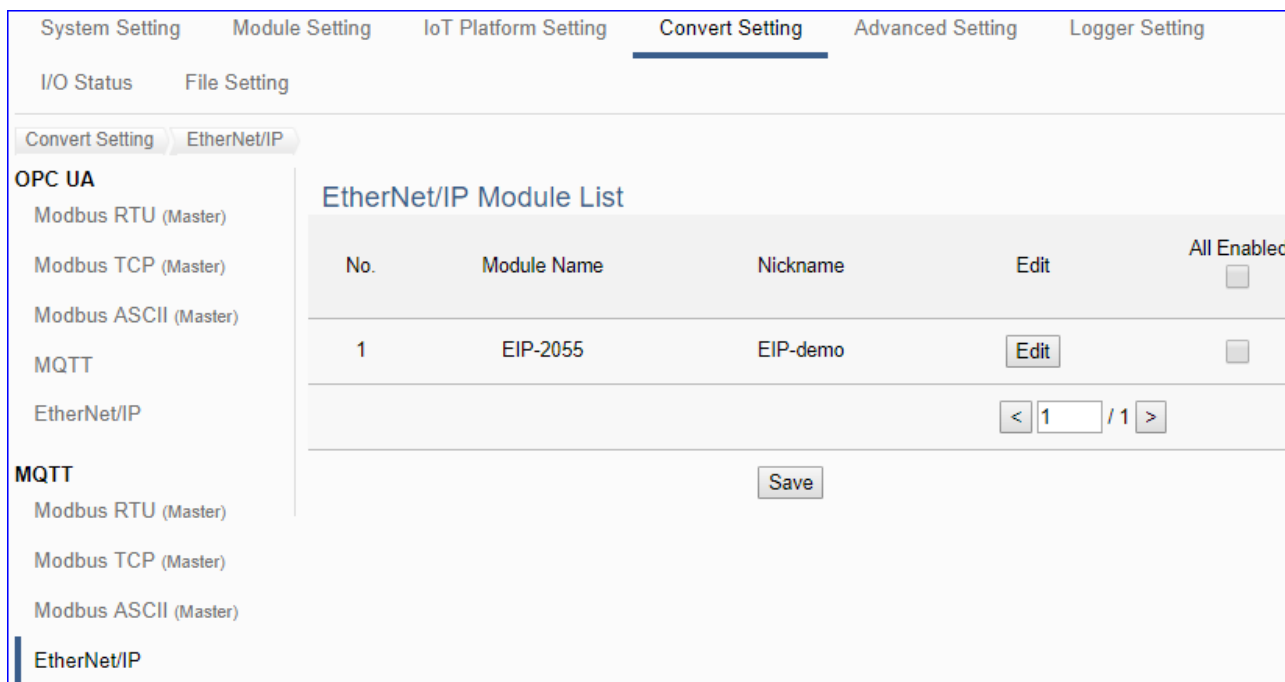 System Setting Module Setting IoT Platform Setting Convert Setting Advanced Setting Logger Setting
I/O Status File Setting
Convert Setting EtherNet/IP
OPC UA
Modbus RTU (Master)
Modbus TCP (Master)
Modbus ASCII (Master)
MQTT
EtherNet/IP
MQTT
Modbus RTU (Master)
Modbus TCP (Master)
Modbus ASCII (Master)
EtherNet/IP
EtherNet/IP Module List
No. Module Name Nickname Edit All Enabled
1 EIP-2055 EIP-demo Edit
< 1 / 1 >
Save